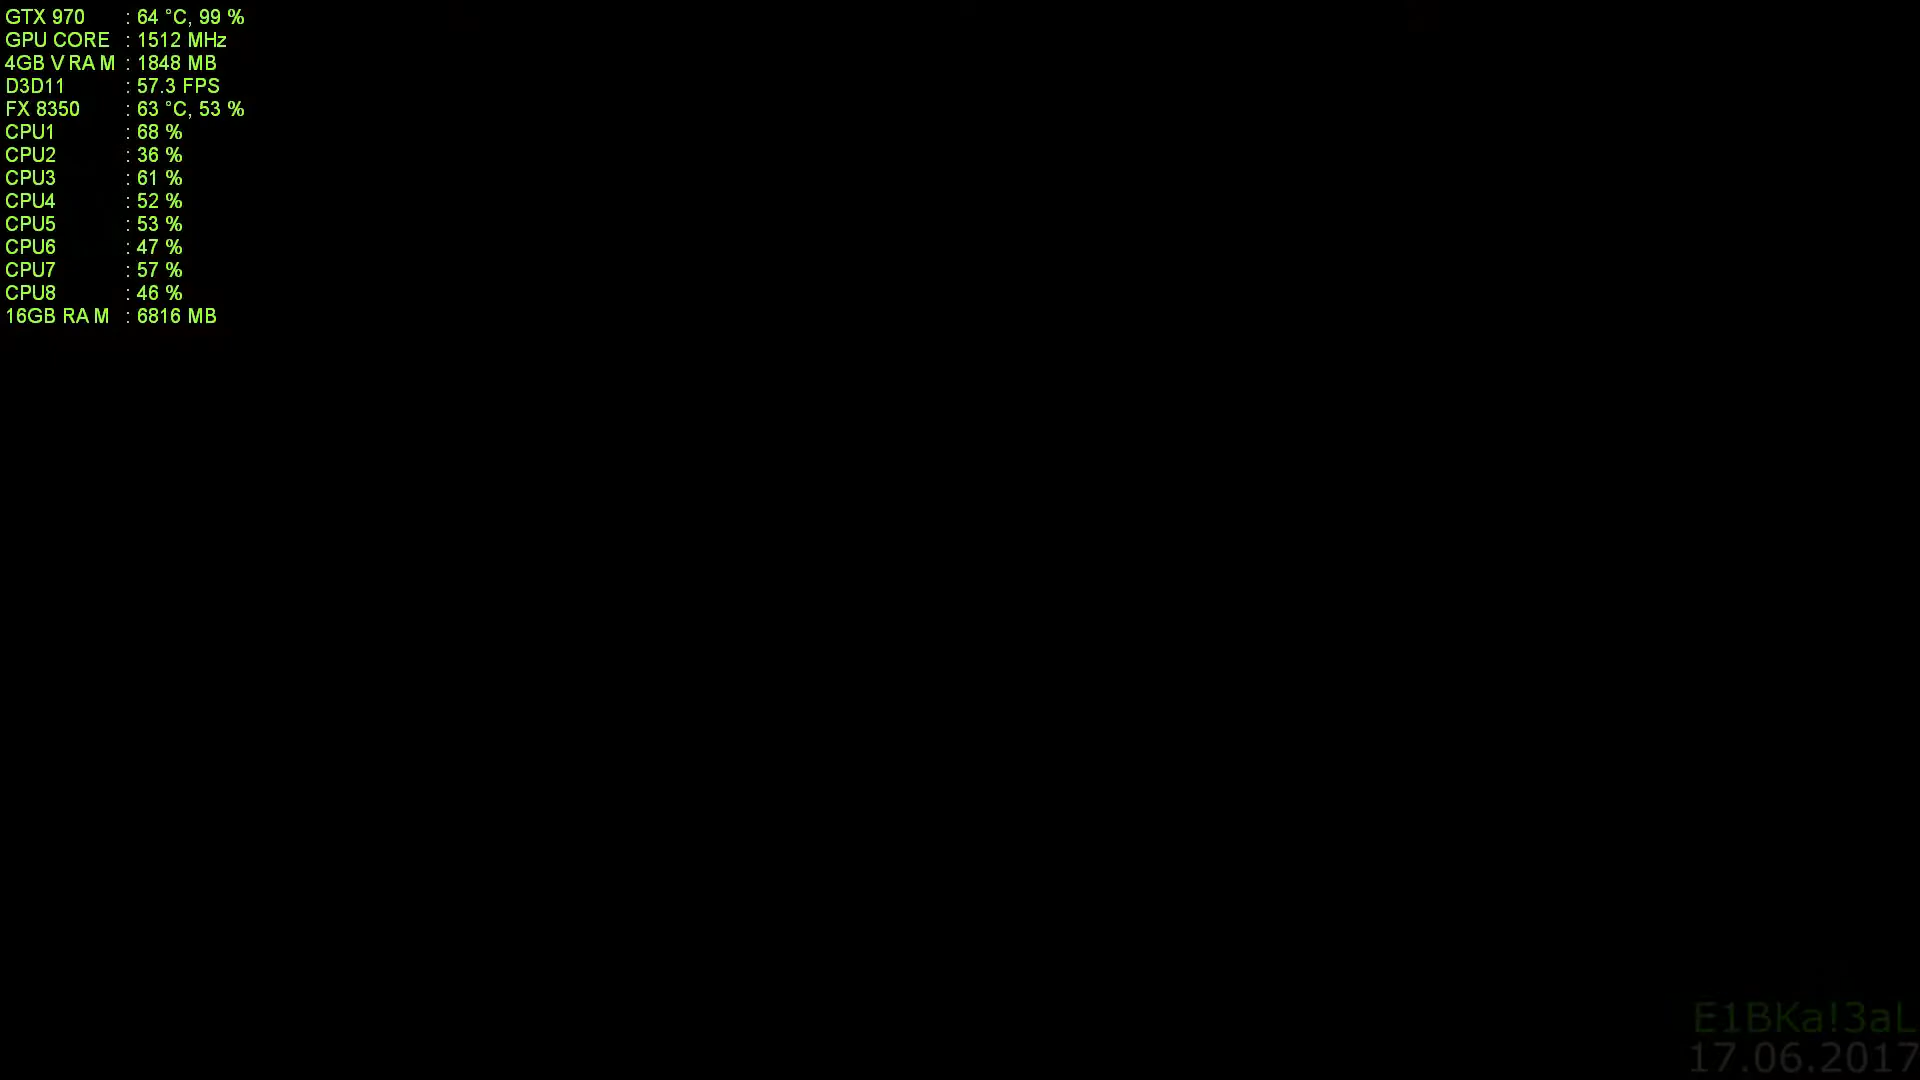 GTX 970 : 64 °C, 99 %
GPU CORE : 1512 MHz
4GB VRAM : 1848 MB
D3D11 : 57.3 FPS
FX 8350 : 63 °C, 53 %
CPU1 : 68 %
CPU2 : 36 %
CPU3 : 61 %
CPU4 : 52 %
CPU5 : 53 %
CPU6 : 47 %
CPU7 : 57 %
CPU8 : 46 %
16GB RAM : 6816 MB
E1BKa!3aL
17.06.2017